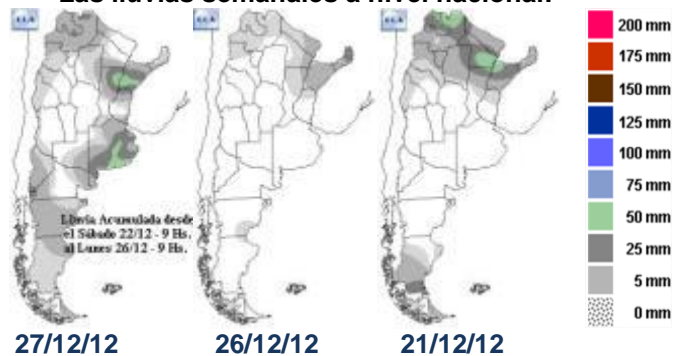 Las lluvias semanales a nivel nacional.
Lluvia Acumulada desde
el Sábado 22/12 - 9 Hs.
al Lunes 26/12 - 9 Hs.
200 mm
175 mm
150 mm
125 mm
100 mm
75 mm
50 mm
25 mm
5 mm
0 mm
27/12/12
26/12/12
21/12/12